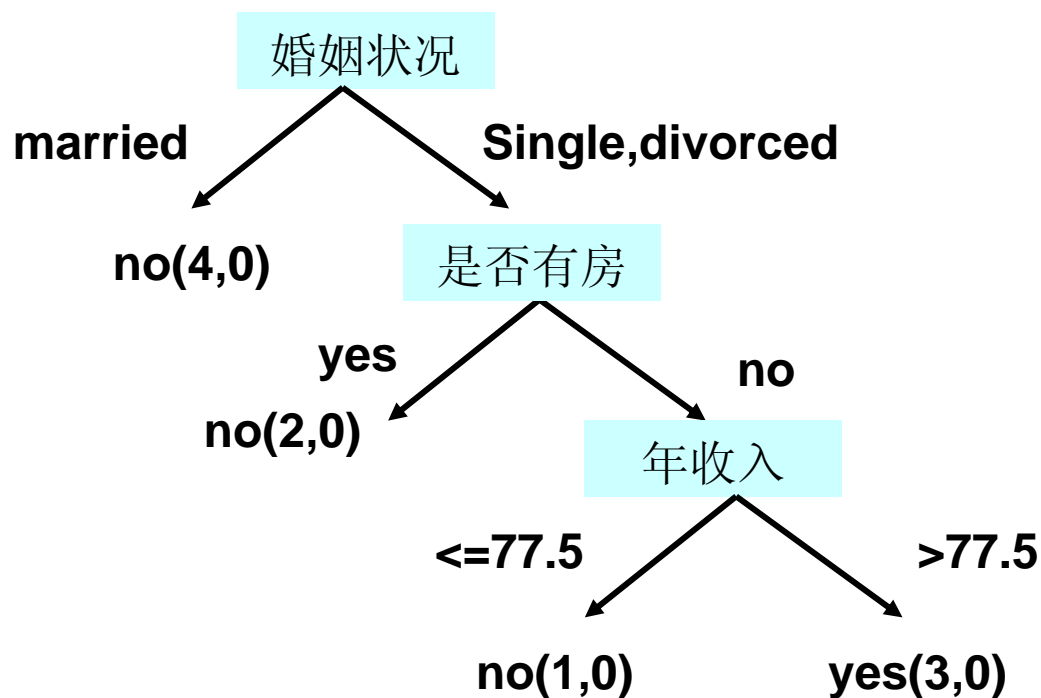 婚姻状况
married
Single,divorced
no(4,0)
是否有房
yes
no
no(2,0)
年收入
<=77.5
>77.5
no(1,0)
yes(3,0)